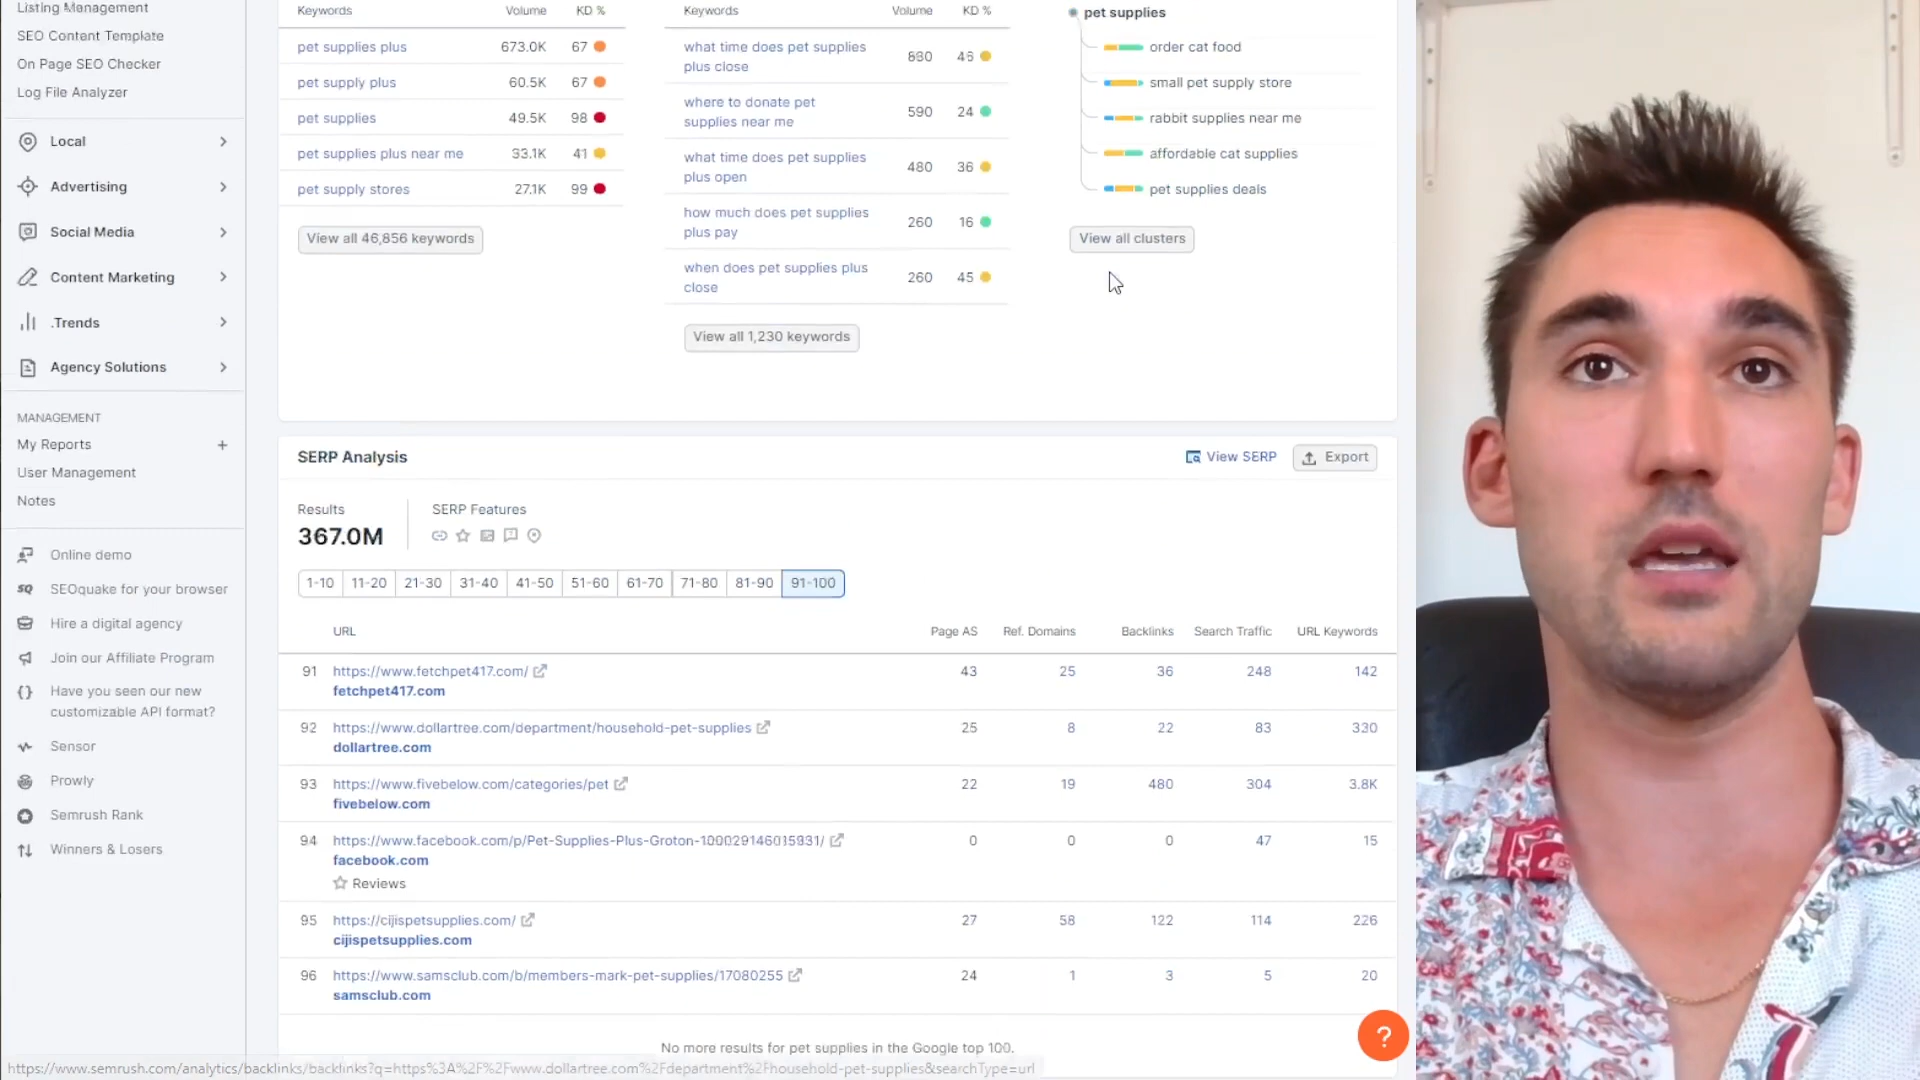 Listing Management
SEO Content Template
On Page SEO Checker
Log File Analyzer
Local
Advertising
Social Media
Content Marketing
.Trends
Agency Solutions
MANAGEMENT
My Reports +
User Management
Notes
Online demo
SEOquake for your browser
Hire a digital agency
Join our Affiliate Program
Have you seen our new
customizable API format?
Sensor
Prowly
Semrush Rank
Winners & Losers
Keywords Volume KD %
pet supplies plus 673.0K 67
pet supply plus 60.5K 67
pet supplies 49.5K 98
pet supplies plus near me 33.1K 41
pet supply stores 27.1K 99
View all 46,856 keywords
Keywords Volume KD %
what time does pet supplies
plus close 880 46
where to donate pet
supplies near me 590 24
what time does pet supplies
plus open 480 36
how much does pet supplies
plus pay 260 16
when does pet supplies plus
close 260 45
View all 1,230 keywords
pet supplies
order cat food
small pet supply store
rabbit supplies near me
affordable cat supplies
pet supplies deals
View all clusters
SERP Analysis View SERP Export
Results SERP Features
367.0M
1-10 11-20 21-30 31-40 41-50 51-60 61-70 71-80 81-90 91-100
URL Page AS Ref. Domains Backlinks Search Traffic URL Keywords
91 https://www.fetchpet417.com/ 43 25 36 248 142
fetchpet417.com
92 https://www.dollartree.com/department/household-pet-supplies 25 8 22 83 330
dollartree.com
93 https://www.fivebelow.com/categories/pet 22 19 480 304 3.8K
fivebelow.com
94 https://www.facebook.com/p/Pet-Supplies-Plus-Groton-100029146015931/ 0 0 0 47 15
facebook.com
Reviews
95 https://cijispetsupplies.com/ 27 58 122 114 226
cijispetsupplies.com
96 https://www.samsclub.com/b/members-mark-pet-supplies/17080255 24 1 3 5 20
samsclub.com
No more results for pet supplies in the Google top 100.
?
https://www.semrush.com/analytics/backlinks/backlinks?q=https%3A%2F%2Fwww.dollartree.com%2Fdepartment%2Fhousehold-pet-supplies&searchType=url